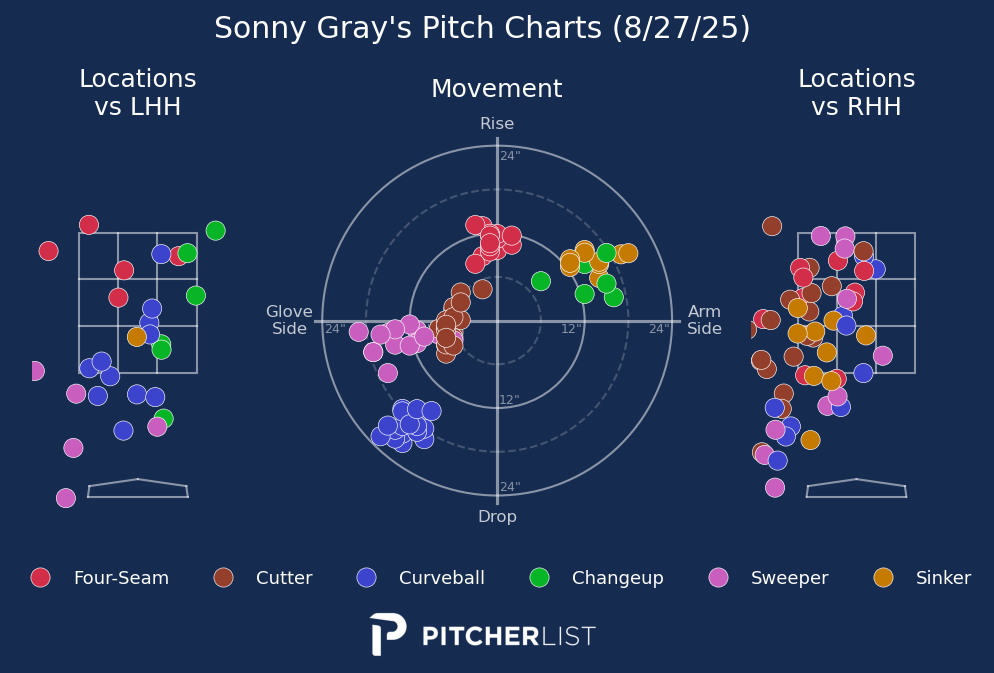 Sonny Gray's Pitch Charts (8/27/25)
Locations
vs LHH
Movement
Locations
vs RHH
Rise
24"
Glove
Side
24"
12"
24"
Arm
Side
12"
24"
Drop
Four-Seam
Cutter
Curveball
Changeup
Sweeper
Sinker
PITCHERLIST